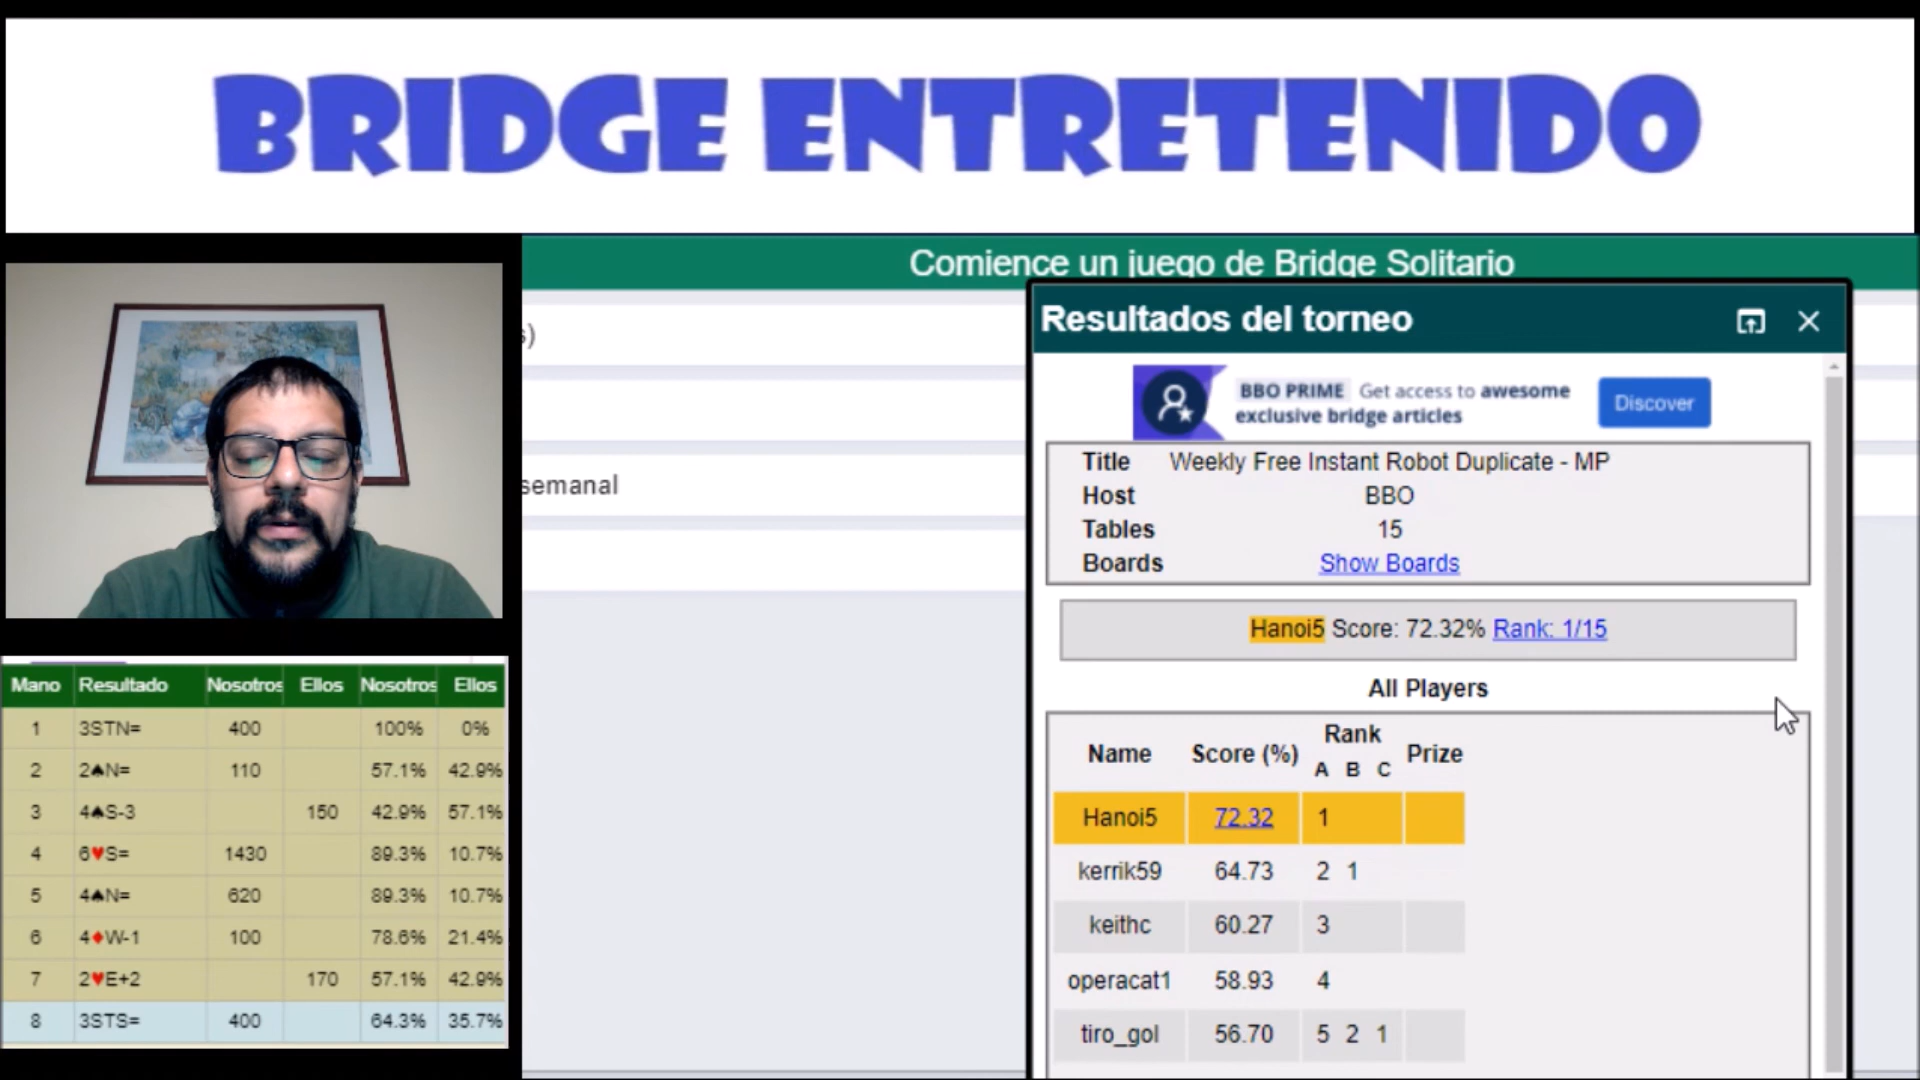 BRIDGE ENTRETENIDO
Comience un juego de Bridge Solitario
s)
semanal
Resultados del torneo
BBO PRIME Get access to awesome
exclusive bridge articles
Discover
Title Weekly Free Instant Robot Duplicate - MP
Host BBO
Tables 15
Boards Show Boards
Hanoi5 Score: 72.32% Rank: 1/15
All Players
Name Score (%) Rank Prize
A B C
Hanoi5 72.32 1
kerrik59 64.73 2 1
keithc 60.27 3
operacat1 58.93 4
tiro_gol 56.70 5 2 1
Mano Resultado Nosotros Ellos Nosotros Ellos
1 3STN= 400 100% 0%
2 2♠N= 110 57.1% 42.9%
3 4♠S-3 150 42.9% 57.1%
4 6♥S= 1430 89.3% 10.7%
5 4♠N= 620 89.3% 10.7%
6 4♦W-1 100 78.6% 21.4%
7 2♥E+2 170 57.1% 42.9%
8 3STS= 400 64.3% 35.7%